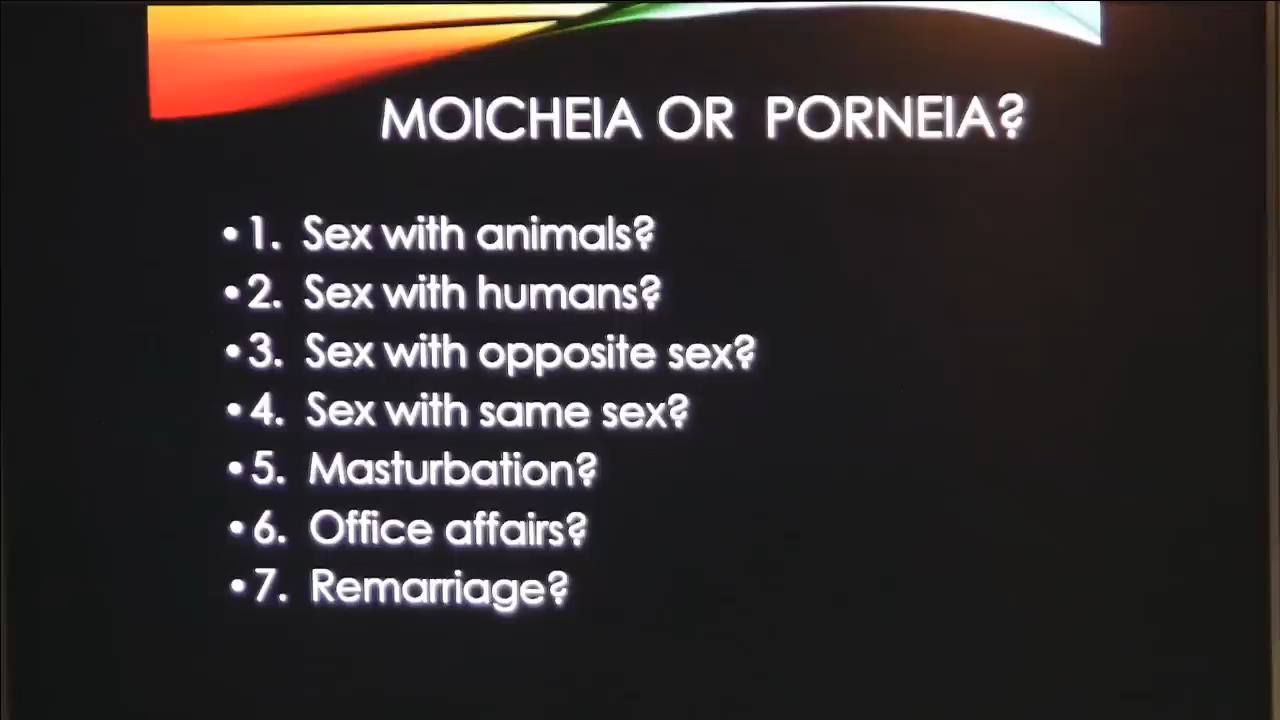 MOICHEIA OR PORNEIA?
• 1. Sex with animals?
• 2. Sex with humans?
• 3. Sex with opposite sex?
• 4. Sex with same sex?
• 5. Masturbation?
• 6. Office affairs?
• 7. Remarriage?